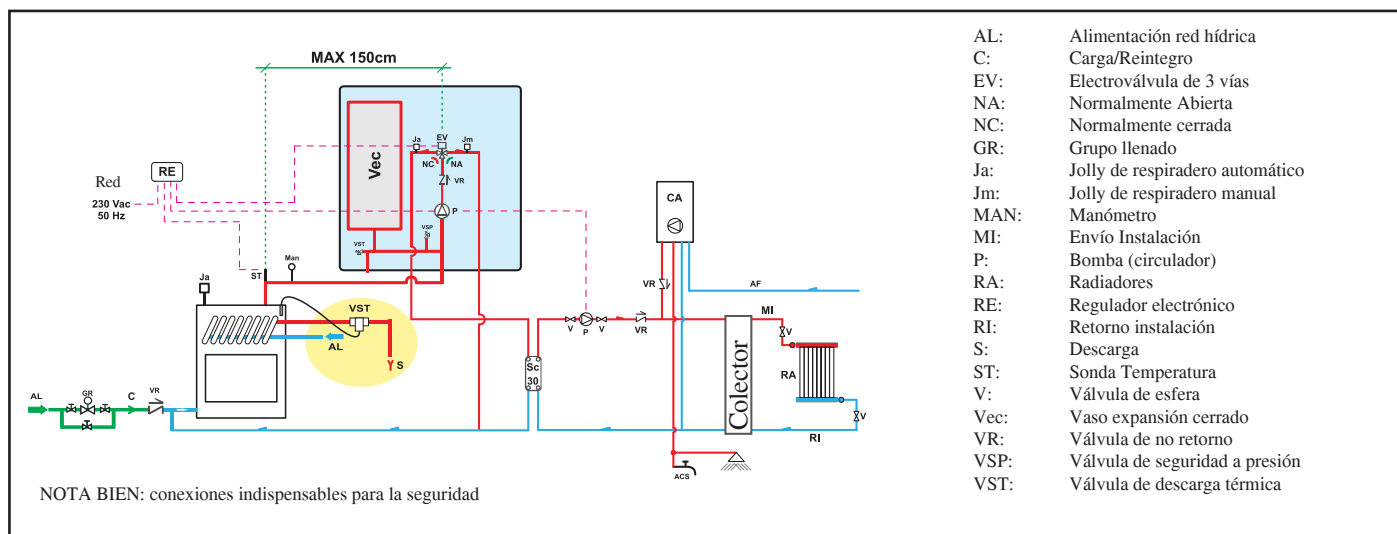 MAX 150cm
Vec
Ja
EV
Jm
NC
NA
VR
P
VSP
VST
Red
230 Vac
50 Hz
RE
ST
Man
Ja
VST
AL
S
AL
GR
C
VR
CA
VR
AF
V
P
V
VR
MI
V
Sc
30
Colector
RA
V
RI
ACS
NOTA BIEN: conexiones indispensables para la seguridad
AL: Alimentación red hídrica
C: Carga/Reintegro
EV: Electroválvula de 3 vías
NA: Normalmente Abierta
NC: Normalmente cerrada
GR: Grupo llenado
Ja: Jolly de respiradero automático
Jm: Jolly de respiradero manual
MAN: Manómetro
MI: Envío Instalación
P: Bomba (circulador)
RA: Radiadores
RE: Regulador electrónico
RI: Retorno instalación
S: Descarga
ST: Sonda Temperatura
V: Válvula de esfera
Vec: Vaso expansión cerrado
VR: Válvula de no retorno
VSP: Válvula de seguridad a presión
VST: Válvula de descarga térmica